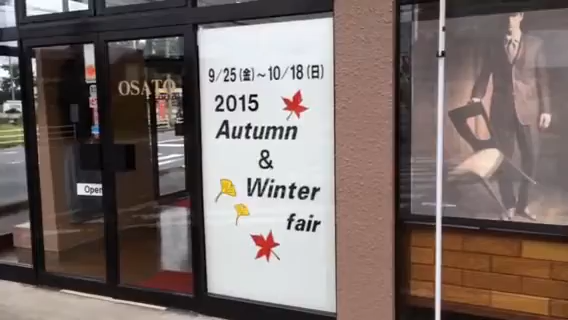 OSATO
Open
9/25(金)~10/18(日)
2015
Autumn
&
Winter
fair